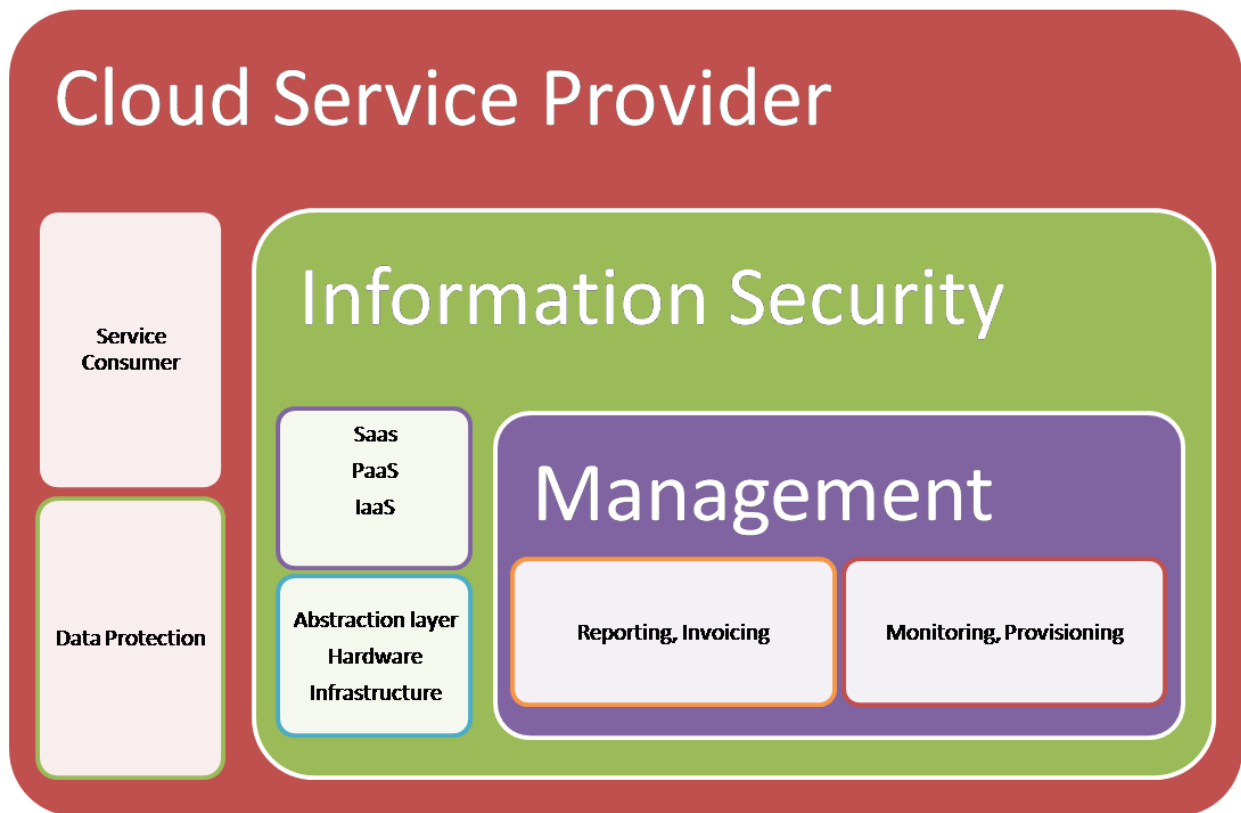 Cloud Service Provider
Service
Consumer
Data Protection
Information Security
Saas
PaaS
IaaS
Abstraction layer
Hardware
Infrastructure
Management
Reporting, Invoicing
Monitoring, Provisioning